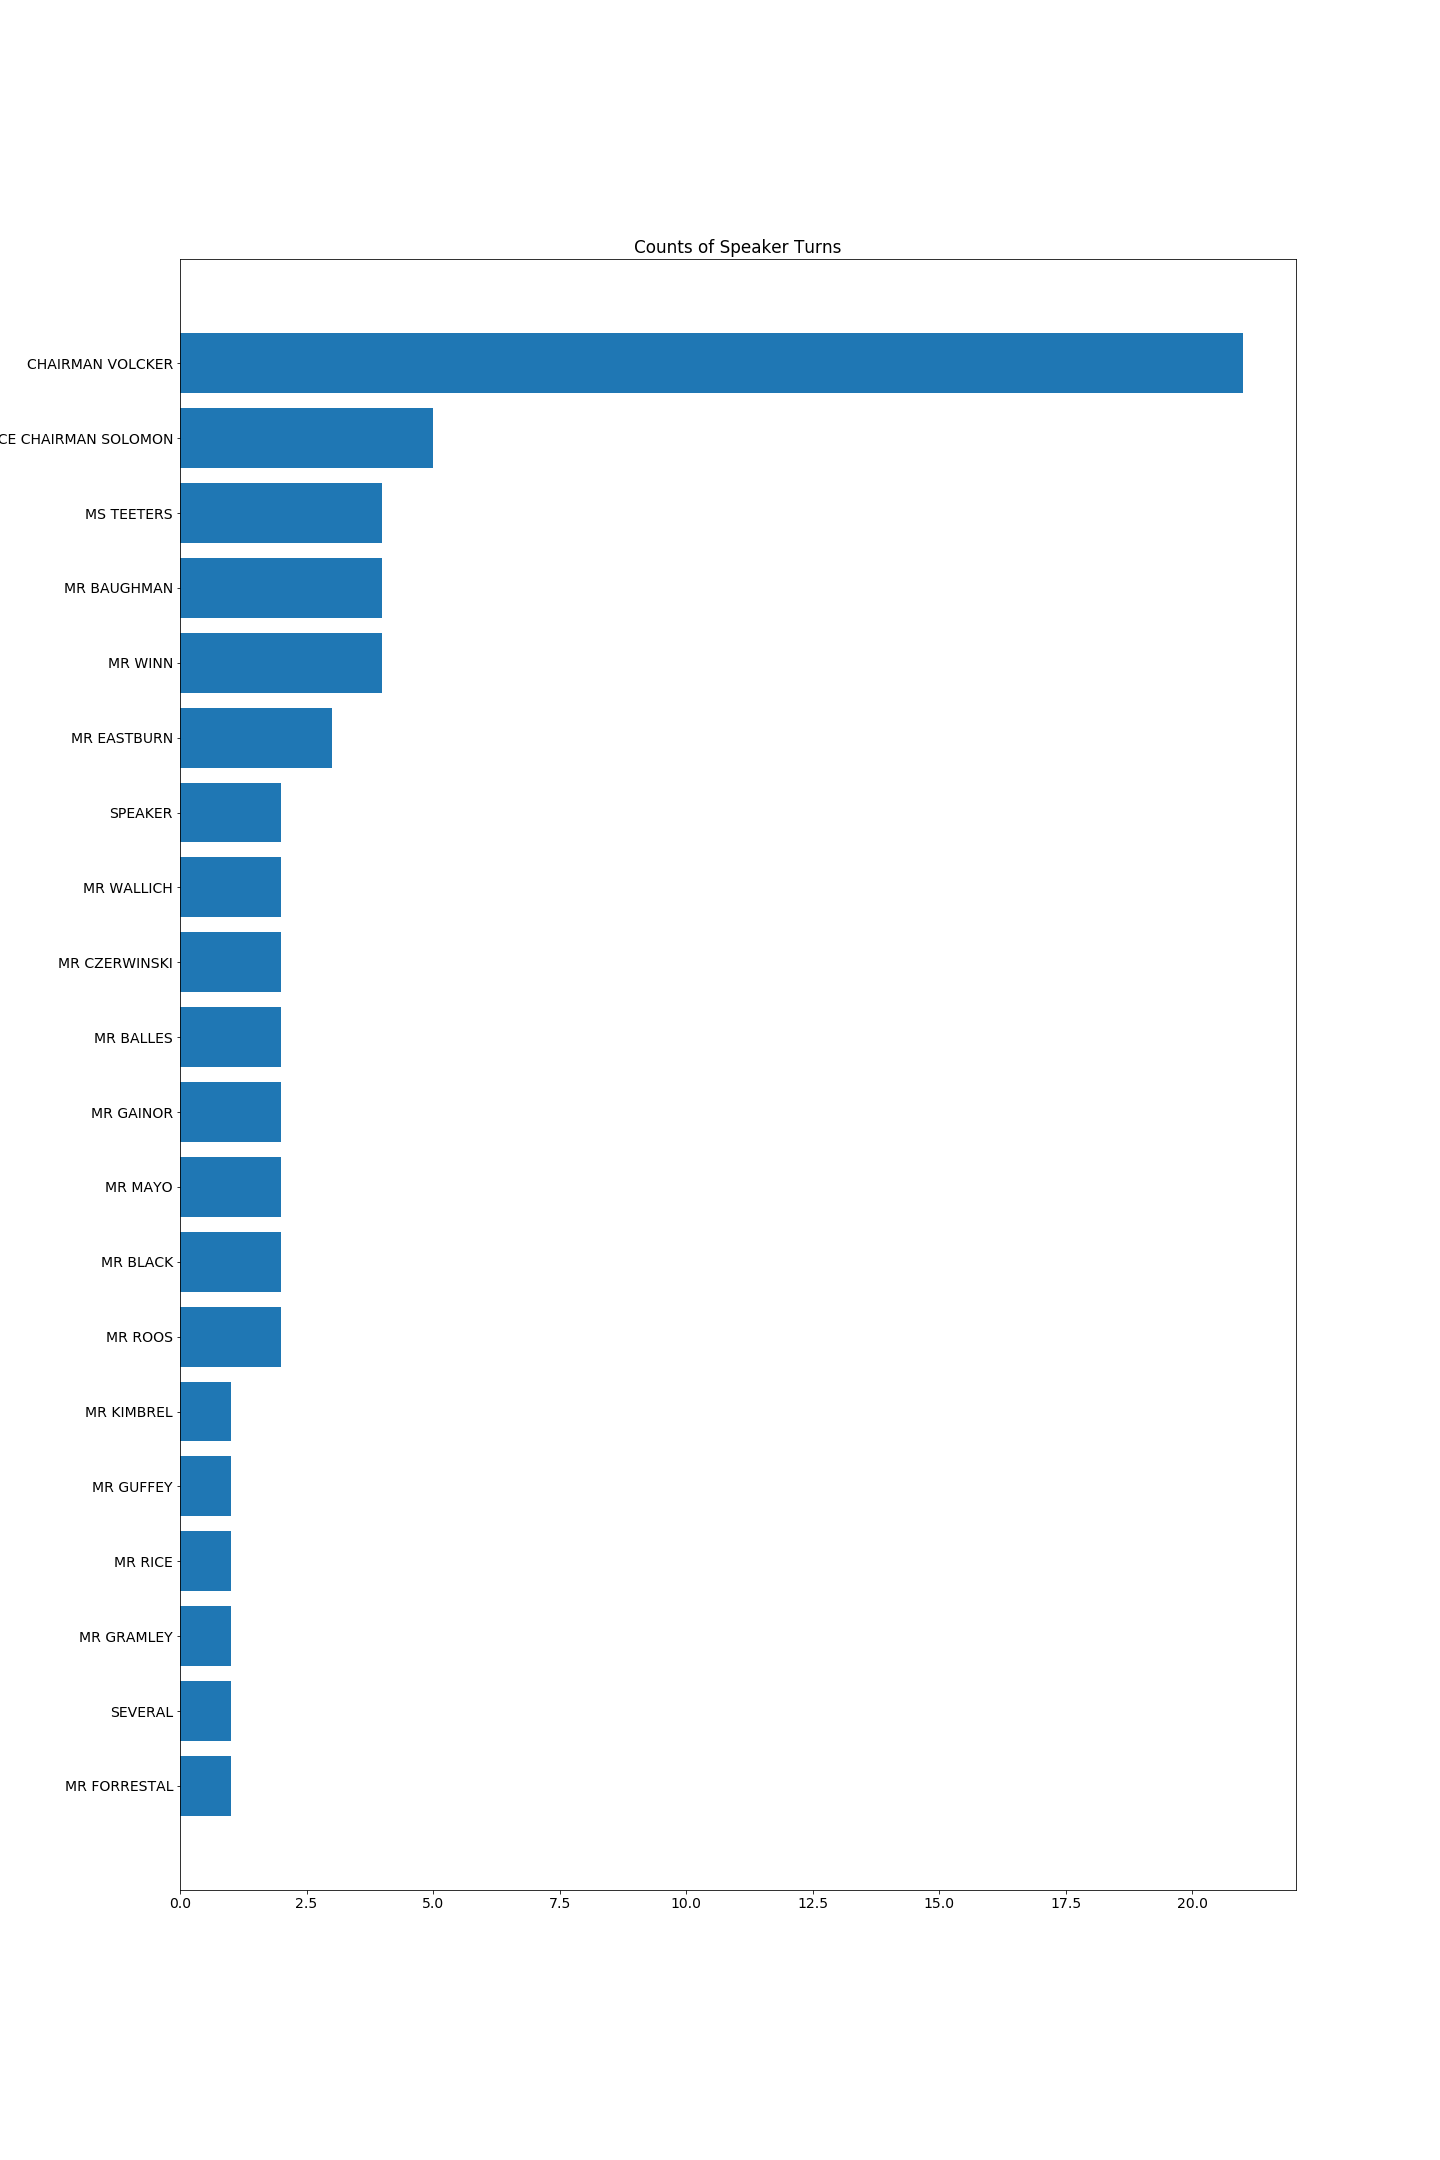 Counts of Speaker Turns
CHAIRMAN VOLCKER
CE CHAIRMAN SOLOMON
MS TEETERS
MR BAUGHMAN
MR WINN
MR EASTBURN
SPEAKER
MR WALLICH
MR CZERWINSKI
MR BALLES
MR GAINOR
MR MAYO
MR BLACK
MR ROOS
MR KIMBREL
MR GUFFEY
MR RICE
MR GRAMLEY
SEVERAL
MR FORRESTAL
0.0 2.5 5.0 7.5 10.0 12.5 15.0 17.5 20.0